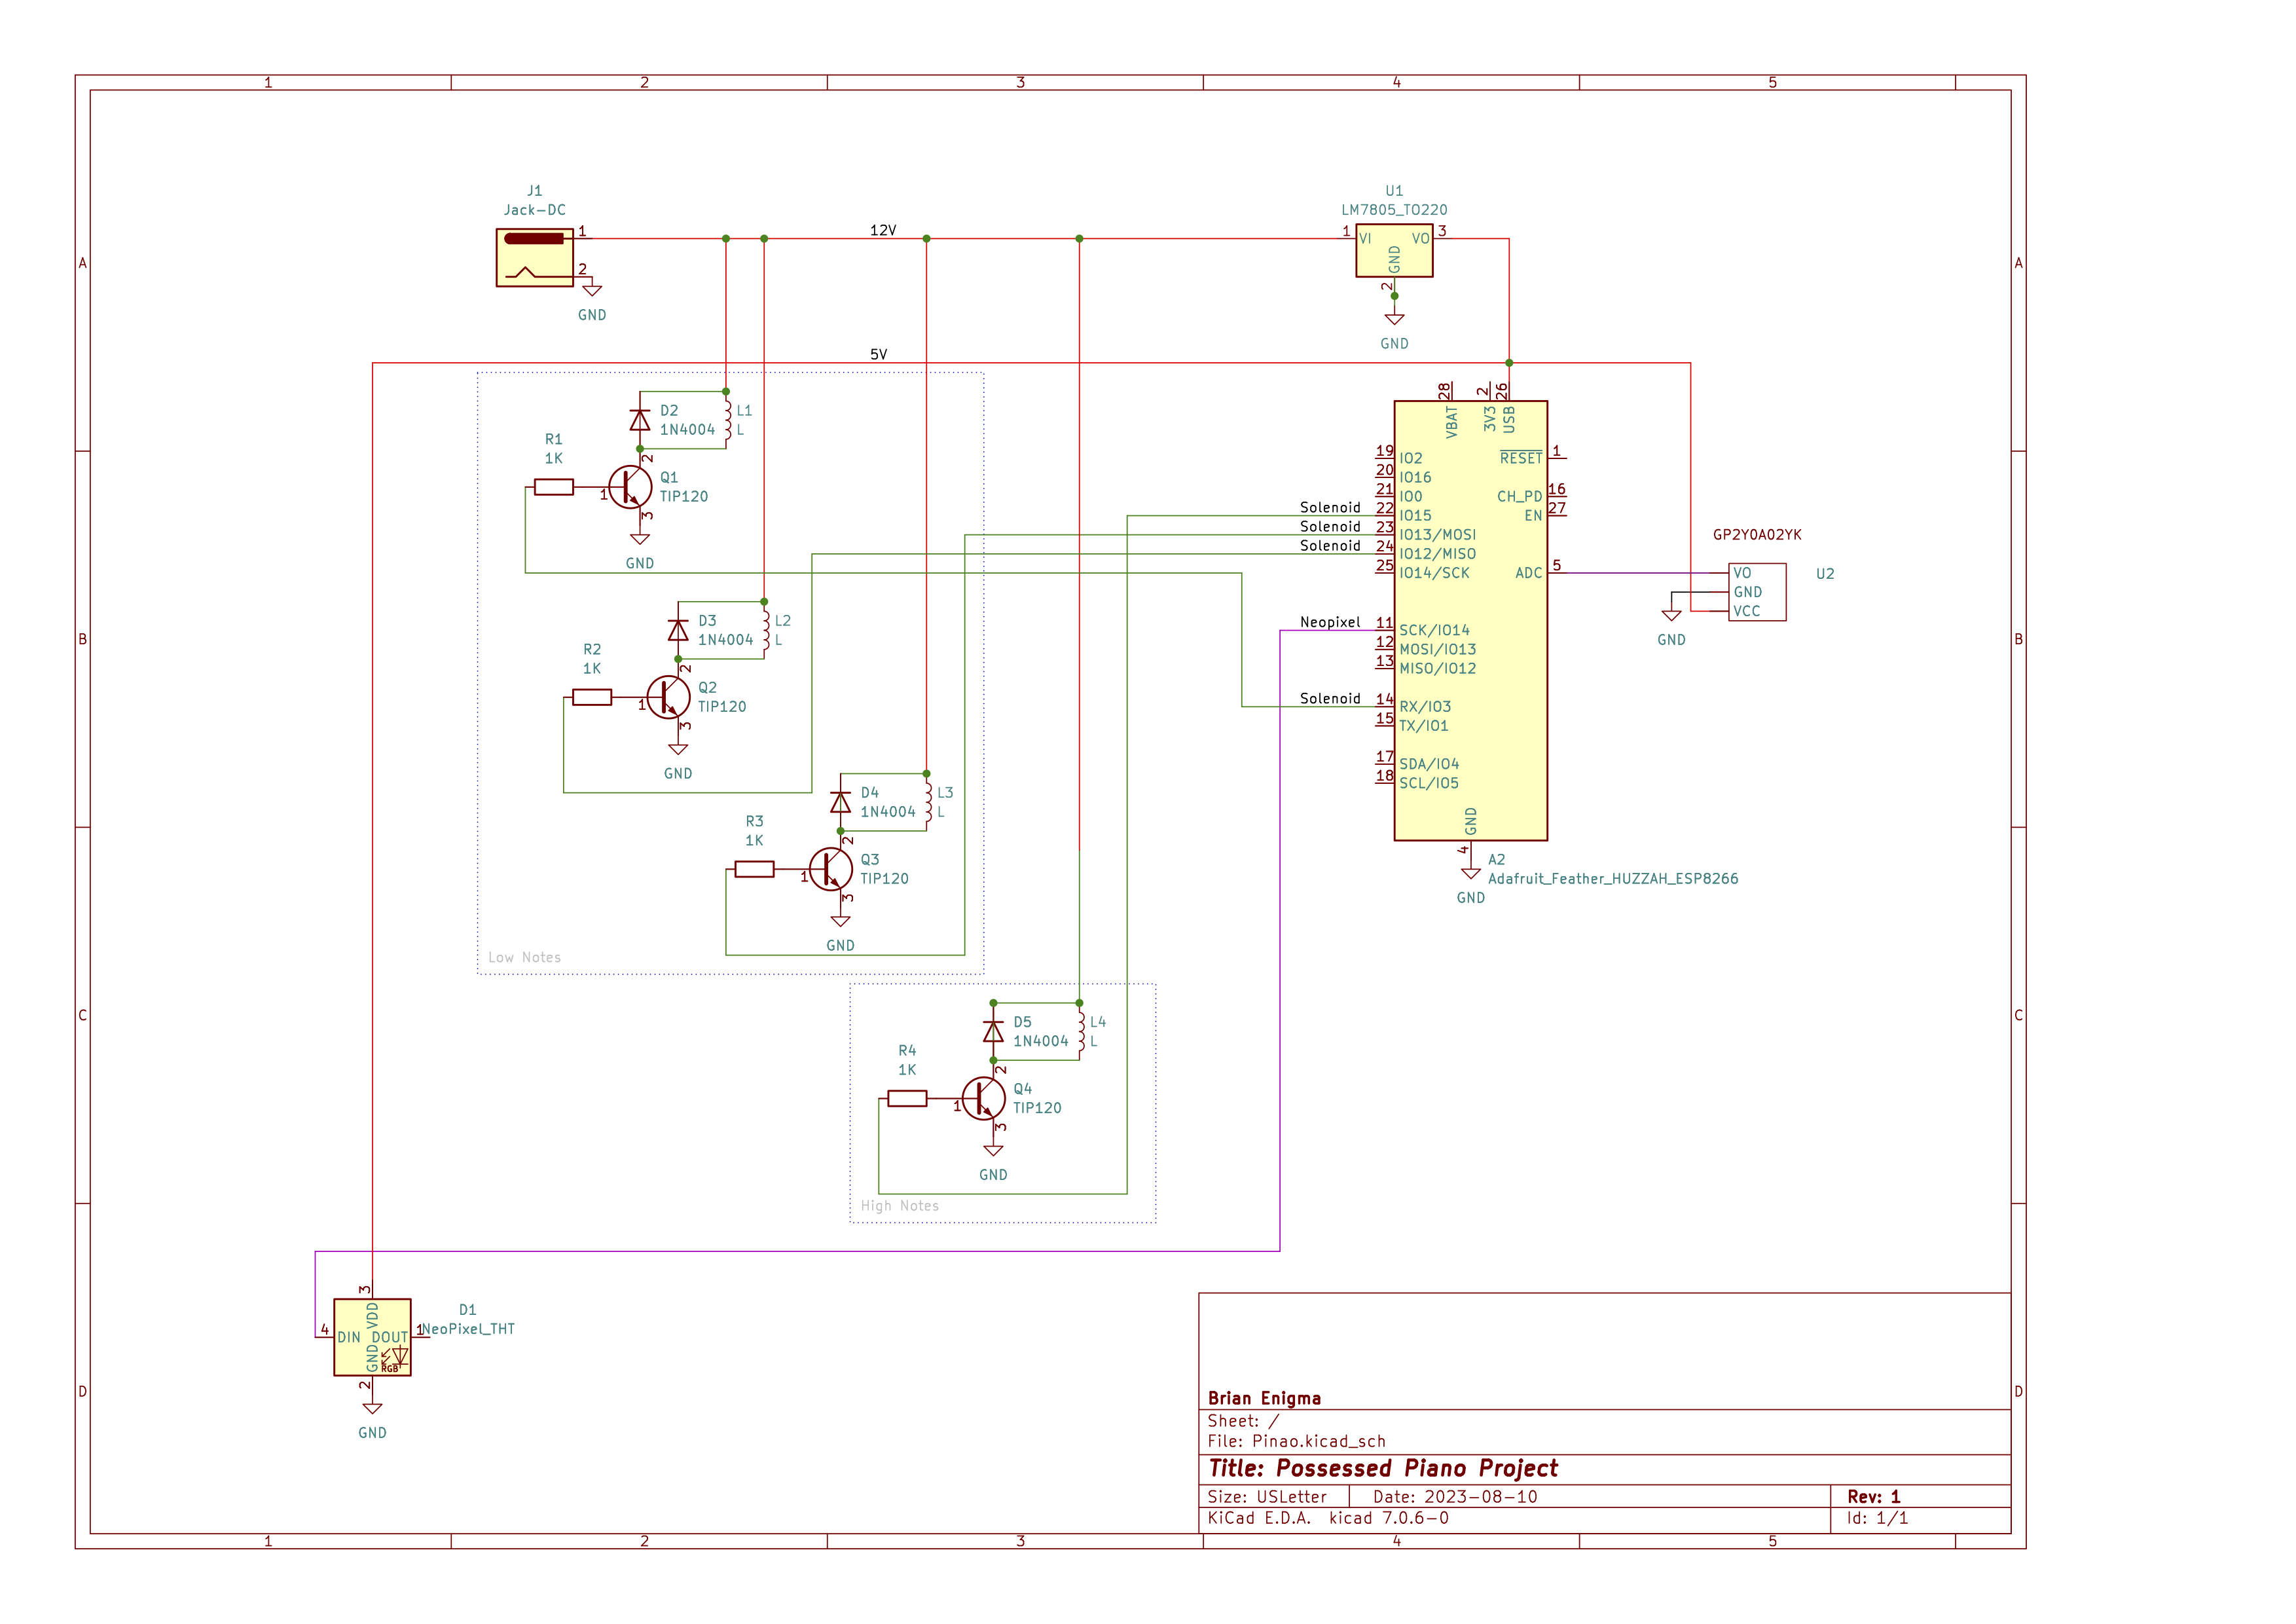 1 2 3 4 5
A A
B B
C C
D D
1 2 3 4 5
J1
Jack-DC
1
2
GND
12V
U1
LM7805_TO220
1 VI VO 3
GND
2
GND
5V
D2
1N4004
L1
L
R1
1K
2
Q1
TIP120
1
3
GND
D3
1N4004
L2
L
R2
1K
2
Q2
TIP120
1
3
GND
D4
1N4004
L3
L
R3
1K
2
Q3
TIP120
1
3
GND
Low Notes
D5
1N4004
L4
L
R4
1K
2
Q4
TIP120
1
3
GND
High Notes
28 2 26
VBAT 3V3 USB
19 IO2
20 IO16
21 IO0
Solenoid 22 IO15
Solenoid 23 IO13/MOSI
Solenoid 24 IO12/MISO
25 IO14/SCK
Neopixel 11 SCK/IO14
12 MOSI/IO13
13 MISO/IO12
Solenoid 14 RX/IO3
15 TX/IO1
17 SDA/IO4
18 SCL/IO5
RESET 1
CH_PD 16
EN 27
ADC 5
GND
4
GND
A2
Adafruit_Feather_HUZZAH_ESP8266
GP2Y0A02YK
U2
VO
GND
VCC
GND
3
VDD
4 DIN DOUT 1
GND
RGB
2
GND
D1
NeoPixel_THT
Brian Enigma
Sheet: /
File: Pinao.kicad_sch
Title: Possessed Piano Project
Size: USLetter Date: 2023-08-10 Rev: 1
KiCad E.D.A. kicad 7.0.6-0 Id: 1/1